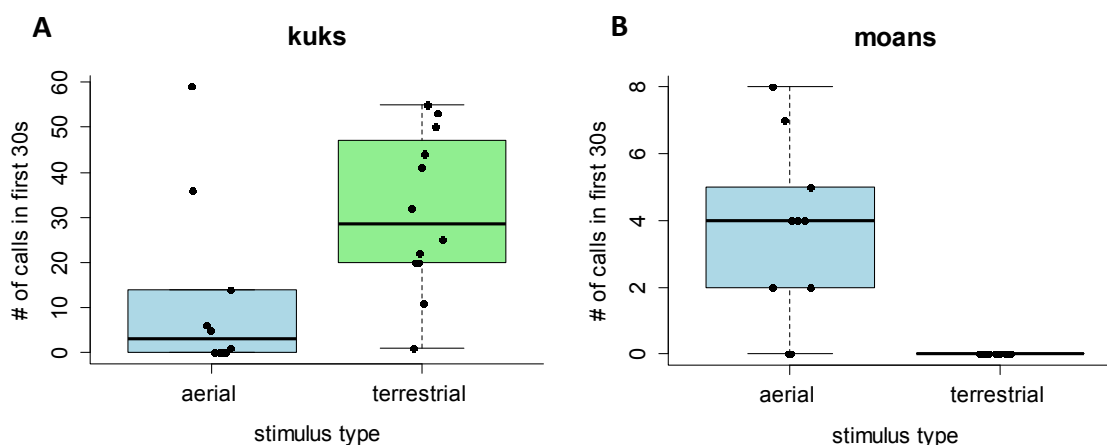 A
kuks
# of calls in first 30s
60
50
40
30
20
10
0
aerial
terrestrial
stimulus type
B
moans
# of calls in first 30s
8
6
4
2
0
aerial
terrestrial
stimulus type